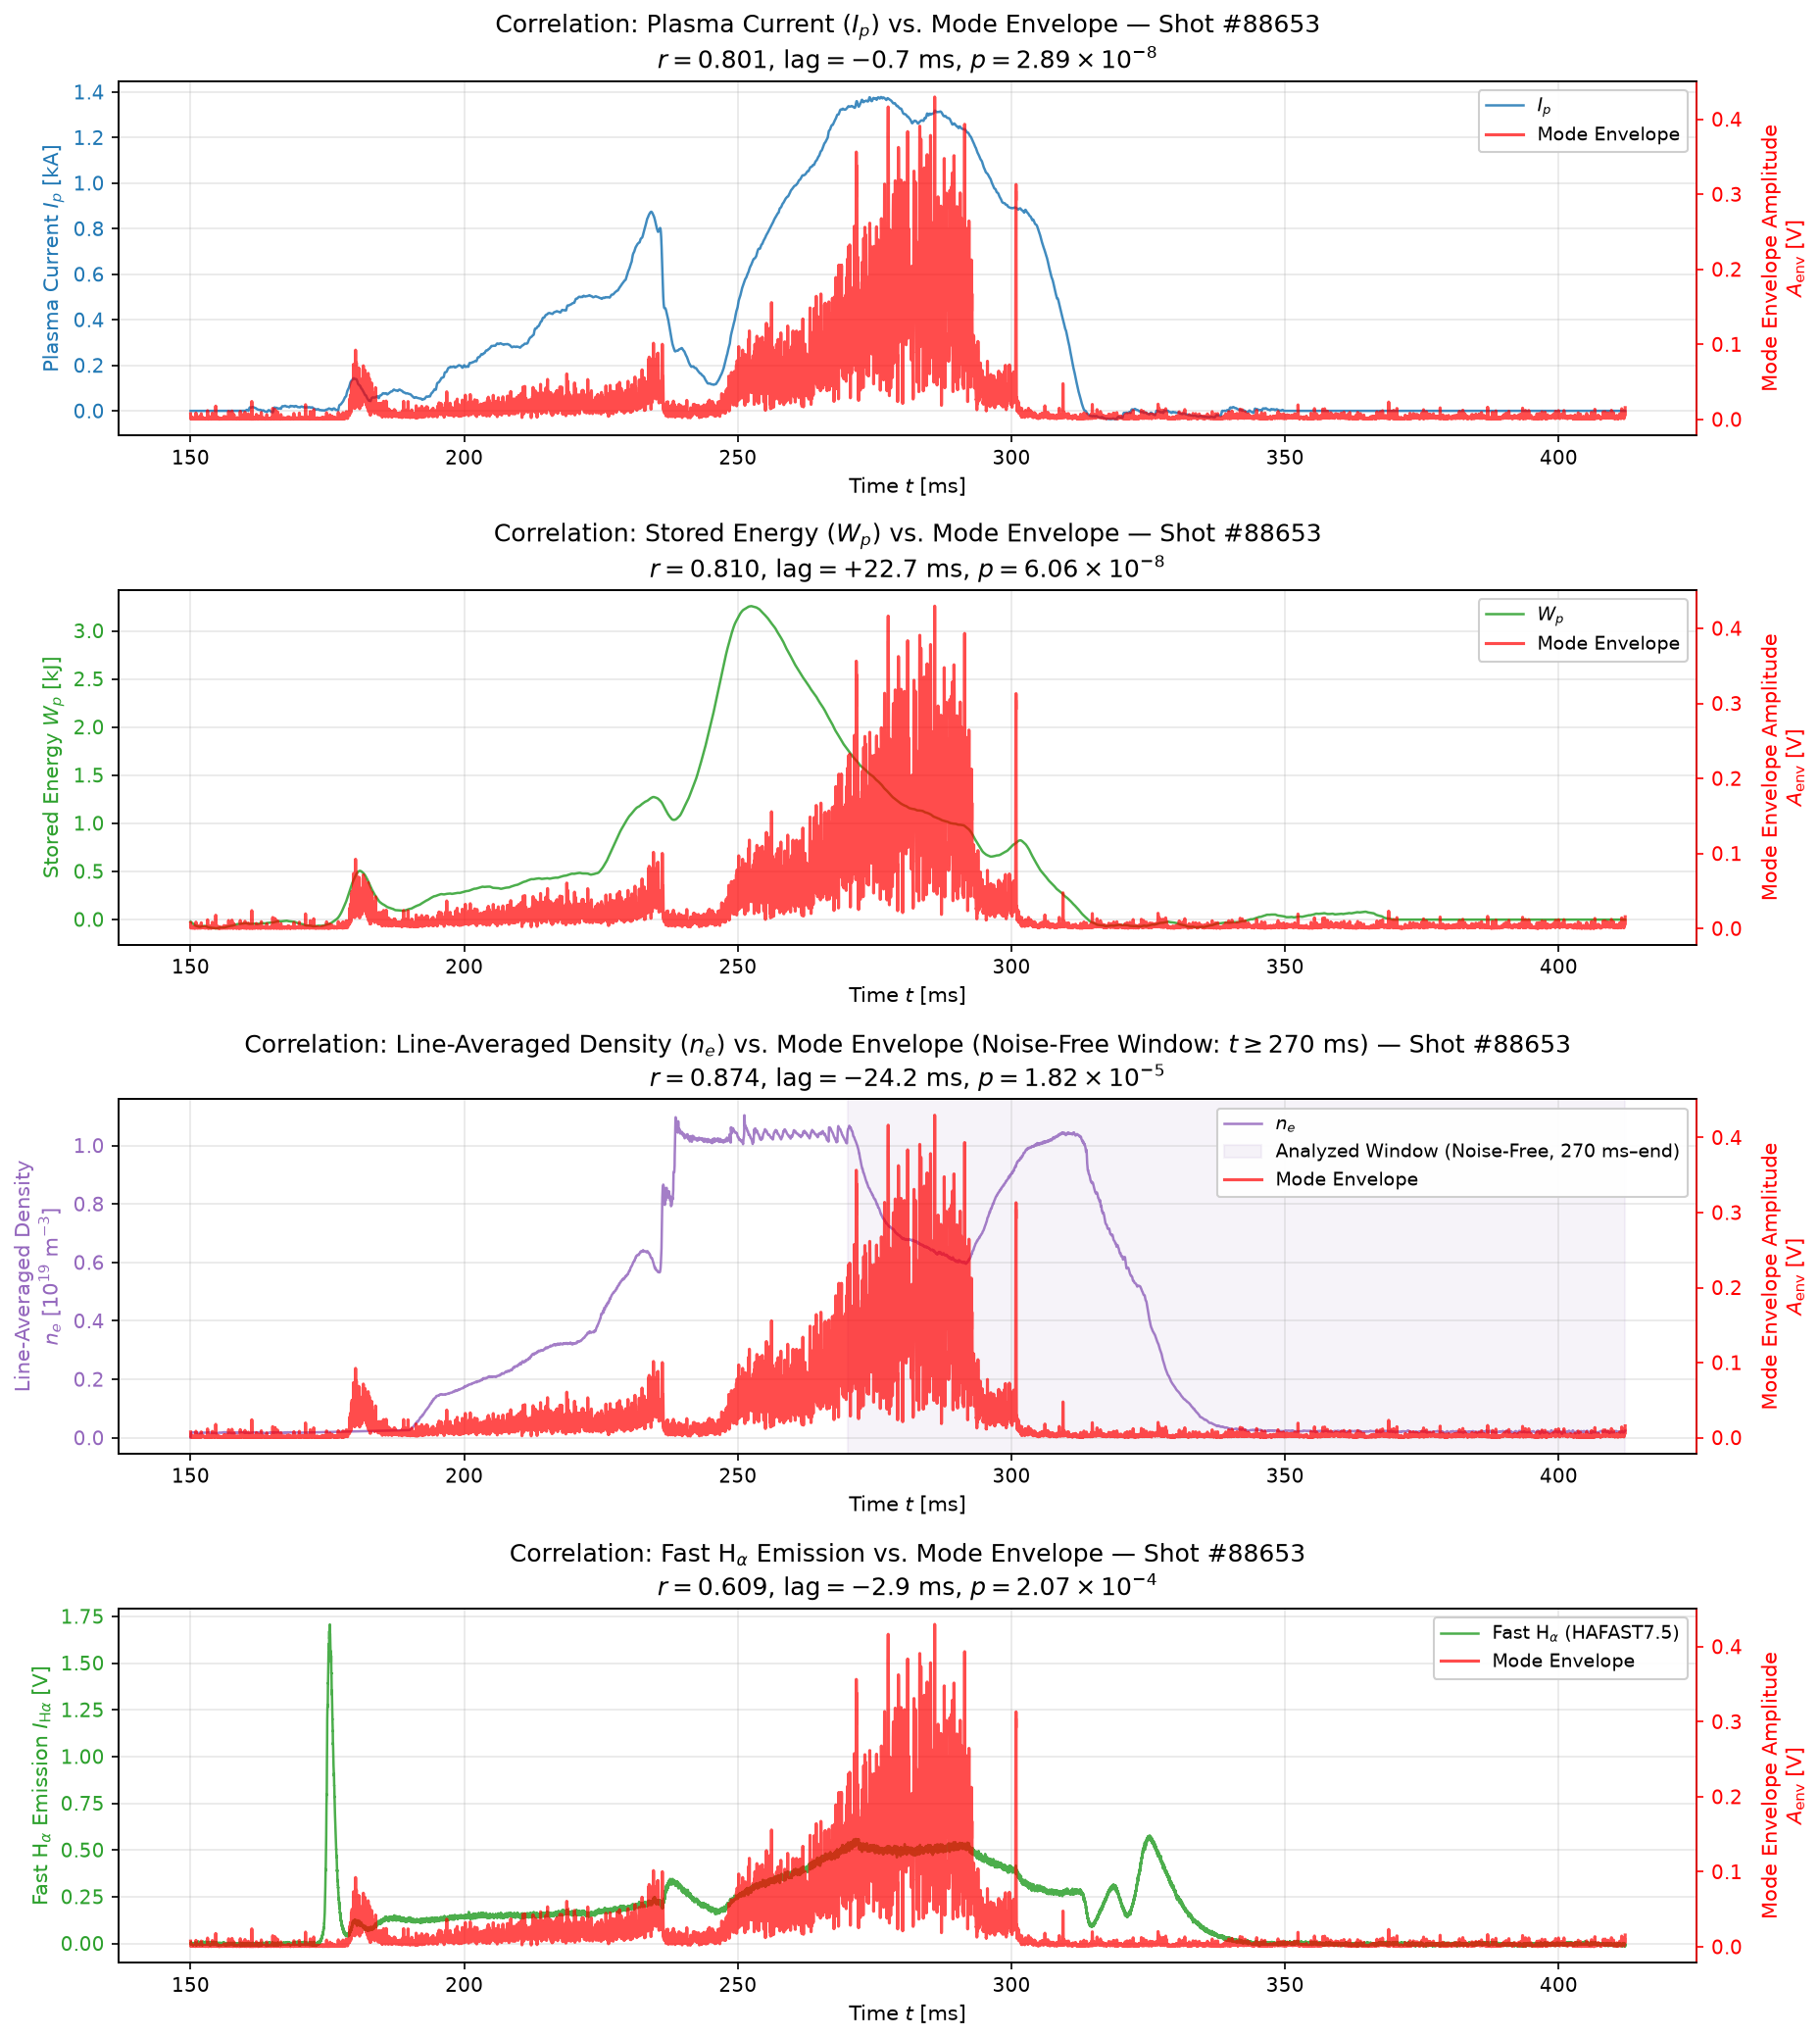 Correlation: Plasma Current (I_p) vs. Mode Envelope — Shot #88653
r = 0.801, lag = −0.7 ms, p = 2.89 × 10⁻⁸
Plasma Current I_p [kA]
1.4
1.2
1.0
0.8
0.6
0.4
0.2
0.0
I_p
Mode Envelope
0.4
0.3
0.2
0.1
0.0
Mode Envelope Amplitude
A_env [V]
150 200 250 300 350 400
Time t [ms]
Correlation: Stored Energy (W_p) vs. Mode Envelope — Shot #88653
r = 0.810, lag = +22.7 ms, p = 6.06 × 10⁻⁸
Stored Energy W_p [kJ]
3.0
2.5
2.0
1.5
1.0
0.5
0.0
W_p
Mode Envelope
0.4
0.3
0.2
0.1
0.0
Mode Envelope Amplitude
A_env [V]
150 200 250 300 350 400
Time t [ms]
Correlation: Line-Averaged Density (n_e) vs. Mode Envelope (Noise-Free Window: t ≥ 270 ms) — Shot #88653
r = 0.874, lag = −24.2 ms, p = 1.82 × 10⁻⁵
Line-Averaged Density
n_e [10¹⁹ m⁻³]
1.0
0.8
0.6
0.4
0.2
0.0
n_e
Analyzed Window (Noise-Free, 270 ms–end)
Mode Envelope
0.4
0.3
0.2
0.1
0.0
Mode Envelope Amplitude
A_env [V]
150 200 250 300 350 400
Time t [ms]
Correlation: Fast H_α Emission vs. Mode Envelope — Shot #88653
r = 0.609, lag = −2.9 ms, p = 2.07 × 10⁻⁴
Fast H_α Emission I_Hα [V]
1.75
1.50
1.25
1.00
0.75
0.50
0.25
0.00
Fast H_α (HAFAST7.5)
Mode Envelope
0.4
0.3
0.2
0.1
0.0
Mode Envelope Amplitude
A_env [V]
150 200 250 300 350 400
Time t [ms]